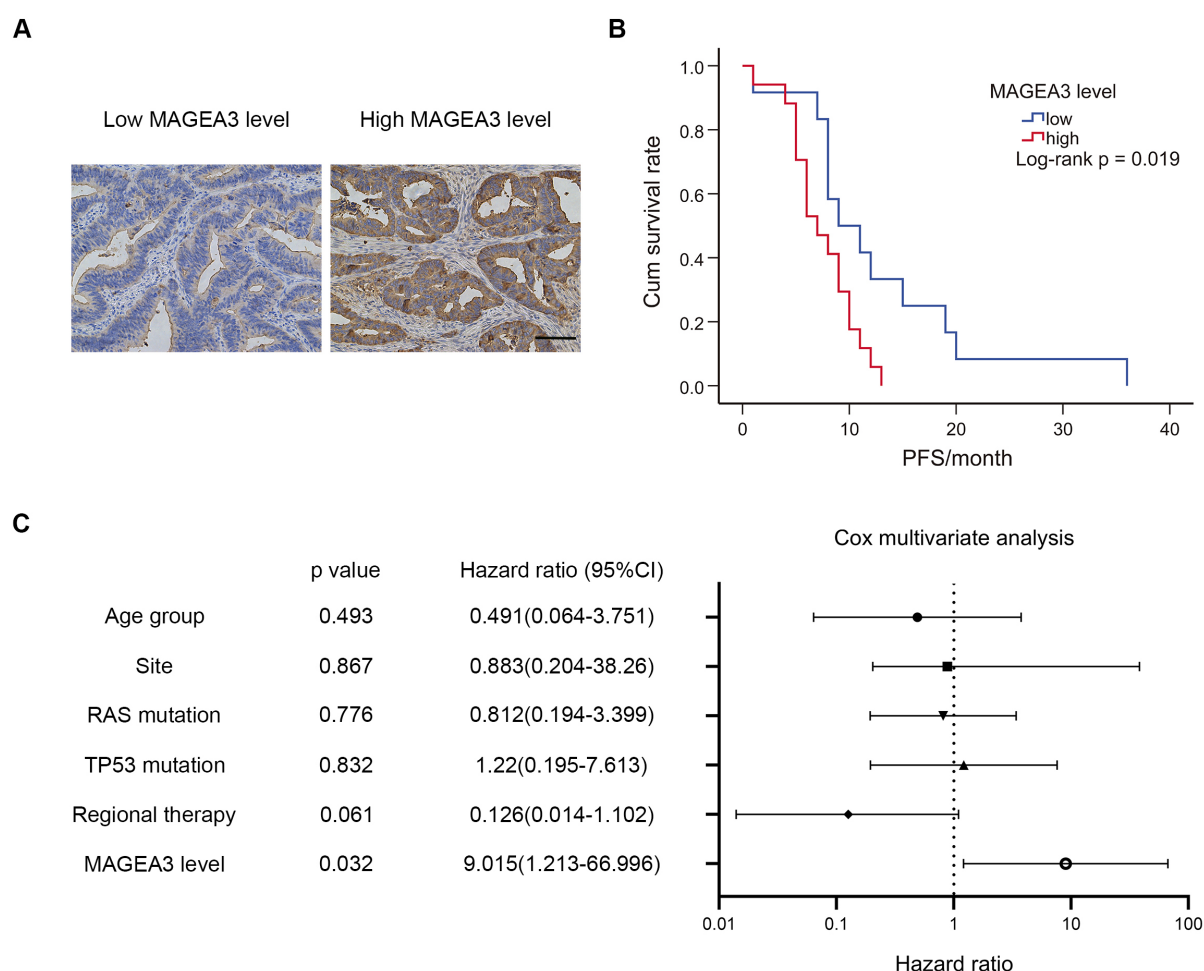 A
Low MAGEA3 level High MAGEA3 level
B
Cum survival rate
1.0
0.8
0.6
0.4
0.2
0.0
MAGEA3 level
low
high
Log-rank p = 0.019
0 10 20 30 40
PFS/month
C
p value Hazard ratio (95%CI)
Age group 0.493 0.491(0.064-3.751)
Site 0.867 0.883(0.204-38.26)
RAS mutation 0.776 0.812(0.194-3.399)
TP53 mutation 0.832 1.22(0.195-7.613)
Regional therapy 0.061 0.126(0.014-1.102)
MAGEA3 level 0.032 9.015(1.213-66.996)
Cox multivariate analysis
0.01 0.1 1 10 100
Hazard ratio